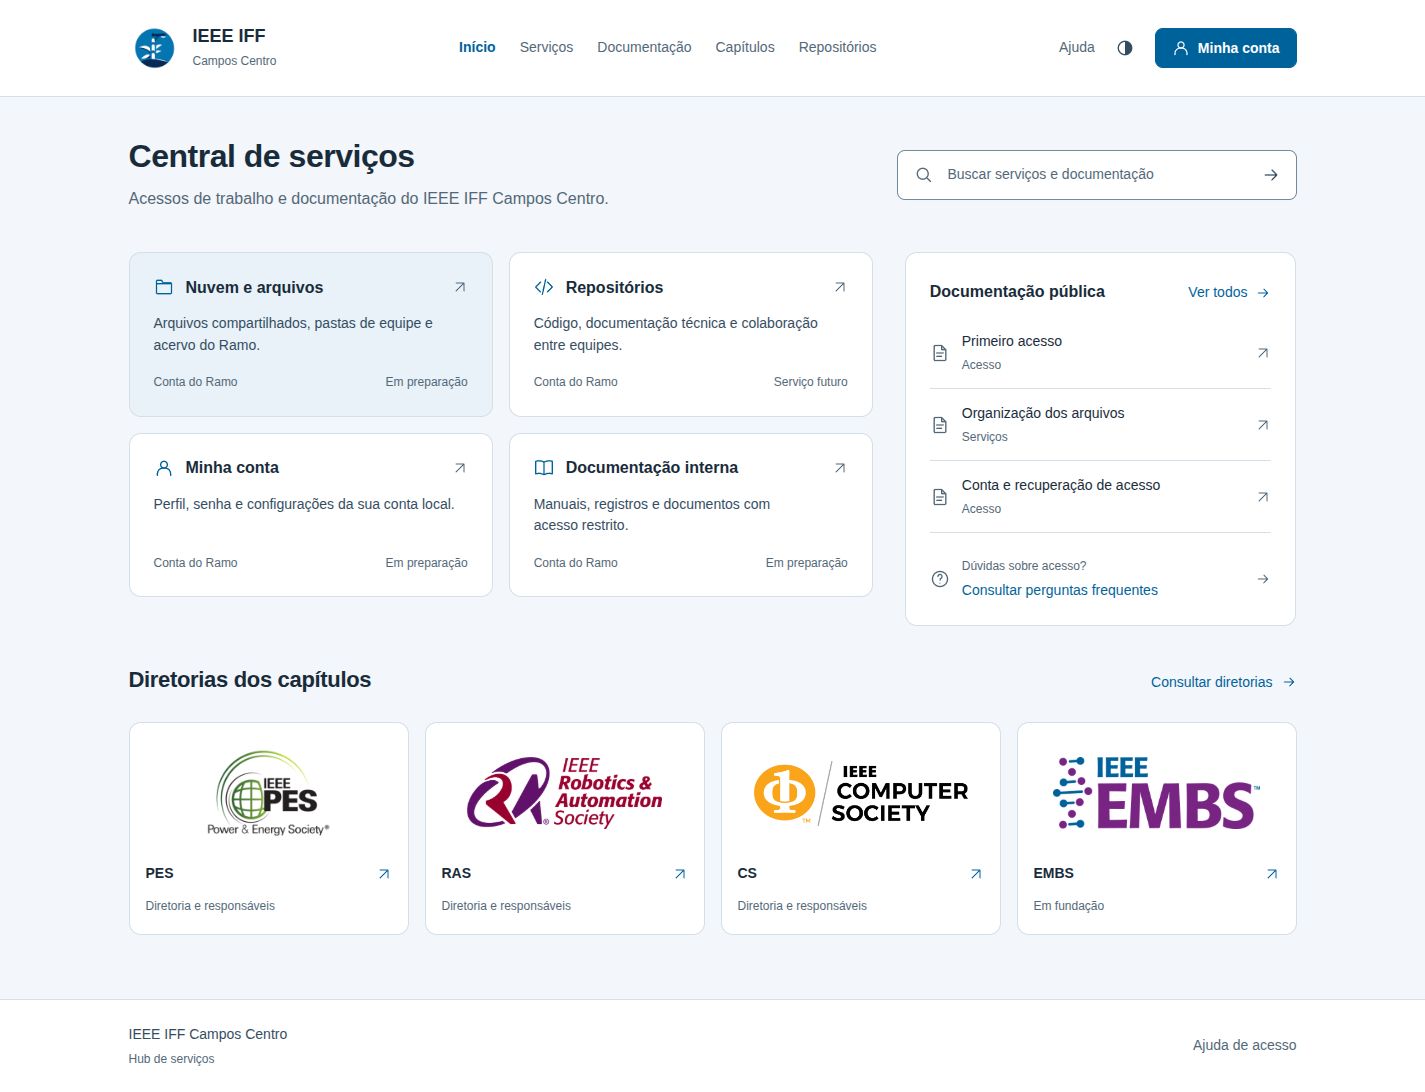 IEEE IFF
Campos Centro
Início
Serviços
Documentação
Capítulos
Repositórios
Ajuda
Minha conta
Central de serviços
Acessos de trabalho e documentação do IEEE IFF Campos Centro.
Buscar serviços e documentação
Nuvem e arquivos
Arquivos compartilhados, pastas de equipe e
acervo do Ramo.
Conta do Ramo
Em preparação
Repositórios
Código, documentação técnica e colaboração
entre equipes.
Conta do Ramo
Serviço futuro
Minha conta
Perfil, senha e configurações da sua conta local.
Conta do Ramo
Em preparação
Documentação interna
Manuais, registros e documentos com
acesso restrito.
Conta do Ramo
Em preparação
Documentação pública
Ver todos
Primeiro acesso
Acesso
Organização dos arquivos
Serviços
Conta e recuperação de acesso
Acesso
Dúvidas sobre acesso?
Consultar perguntas frequentes
Diretorias dos capítulos
Consultar diretorias
IEEE
PES
Power & Energy Society®
PES
Diretoria e responsáveis
IEEE
Robotics &
Automation
® Society
RAS
Diretoria e responsáveis
IEEE
COMPUTER
SOCIETY
TM
CS
Diretoria e responsáveis
IEEE
EMBS™
EMBS
Em fundação
IEEE IFF Campos Centro
Hub de serviços
Ajuda de acesso